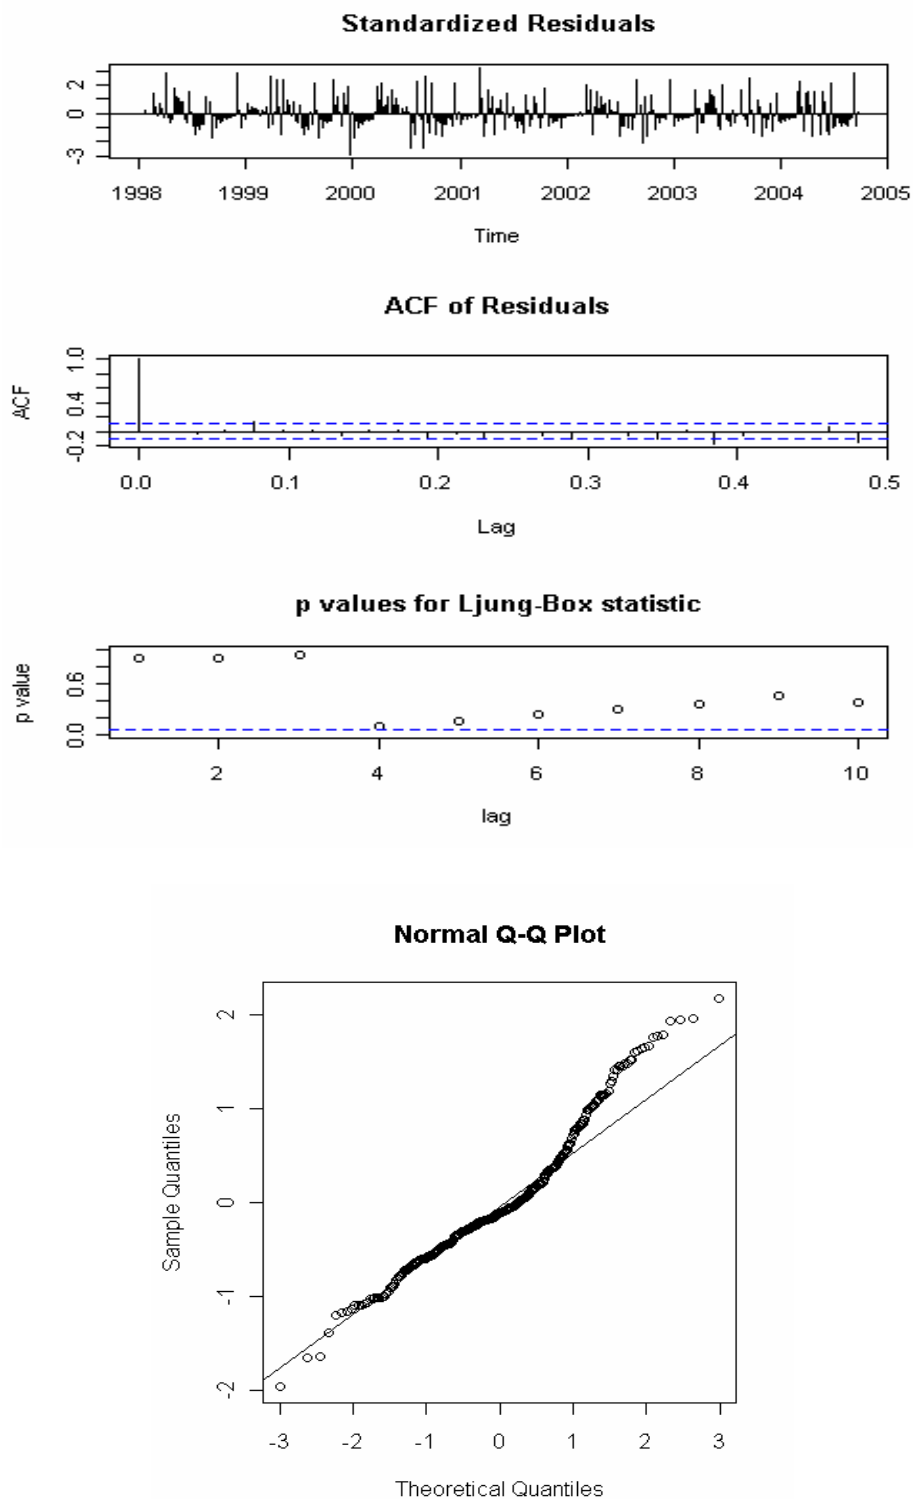 Standardized Residuals
2
0
-3
1998 1999 2000 2001 2002 2003 2004 2005
Time
ACF of Residuals
ACF
1.0
0.4
-0.2
0.0 0.1 0.2 0.3 0.4 0.5
Lag
p values for Ljung-Box statistic
p value
0.6
0.0
2 4 6 8 10
lag
Normal Q-Q Plot
Sample Quantiles
2
1
0
-1
-2
-3 -2 -1 0 1 2 3
Theoretical Quantiles